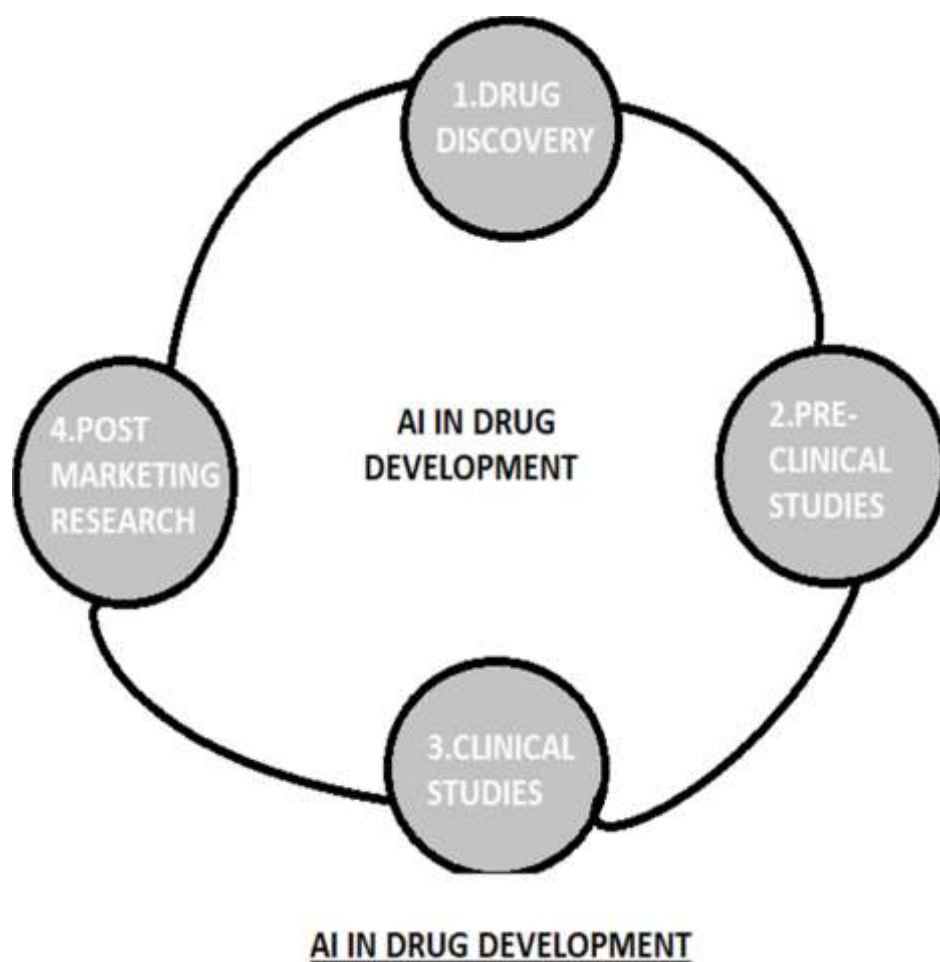 1.DRUG
DISCOVERY
2.PRE-
CLINICAL
STUDIES
3.CLINICAL
STUDIES
4.POST
MARKETING
RESEARCH
AI IN DRUG
DEVELOPMENT
AI IN DRUG DEVELOPMENT